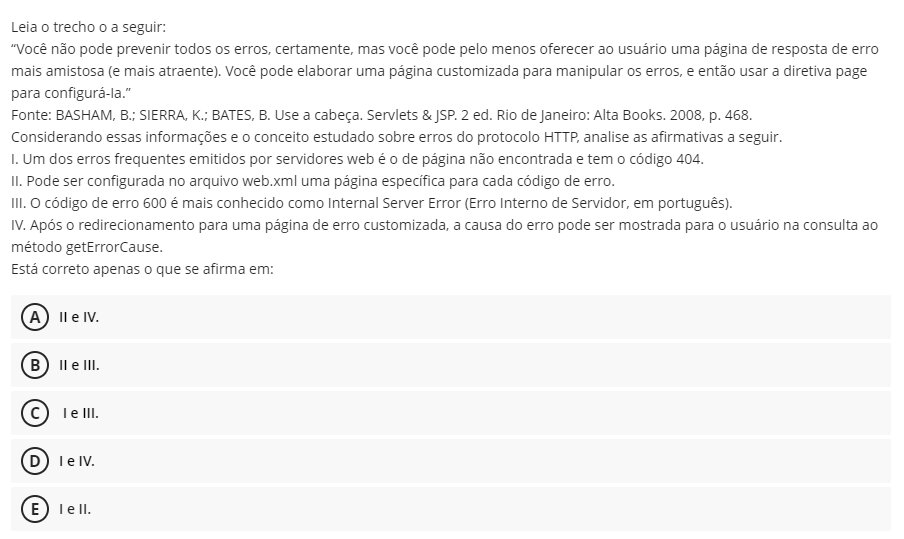 Leia o trecho o a seguir:
“Você não pode prevenir todos os erros, certamente, mas você pode pelo menos oferecer ao usuário uma página de resposta de erro
mais amistosa (e mais atraente). Você pode elaborar uma página customizada para manipular os erros, e então usar a diretiva page
para configurá-la.”
Fonte: BASHAM, B.; SIERRA, K.; BATES, B. Use a cabeça. Servlets & JSP. 2 ed. Rio de Janeiro: Alta Books. 2008, p. 468.
Considerando essas informações e o conceito estudado sobre erros do protocolo HTTP, analise as afirmativas a seguir.
I. Um dos erros frequentes emitidos por servidores web é o de página não encontrada e tem o código 404.
II. Pode ser configurada no arquivo web.xml uma página específica para cada código de erro.
III. O código de erro 600 é mais conhecido como Internal Server Error (Erro Interno de Servidor, em português).
IV. Após o redirecionamento para uma página de erro customizada, a causa do erro pode ser mostrada para o usuário na consulta ao
método getErrorCause.
Está correto apenas o que se afirma em:
A II e IV.
B II e III.
C I e III.
D I e IV.
E I e II.